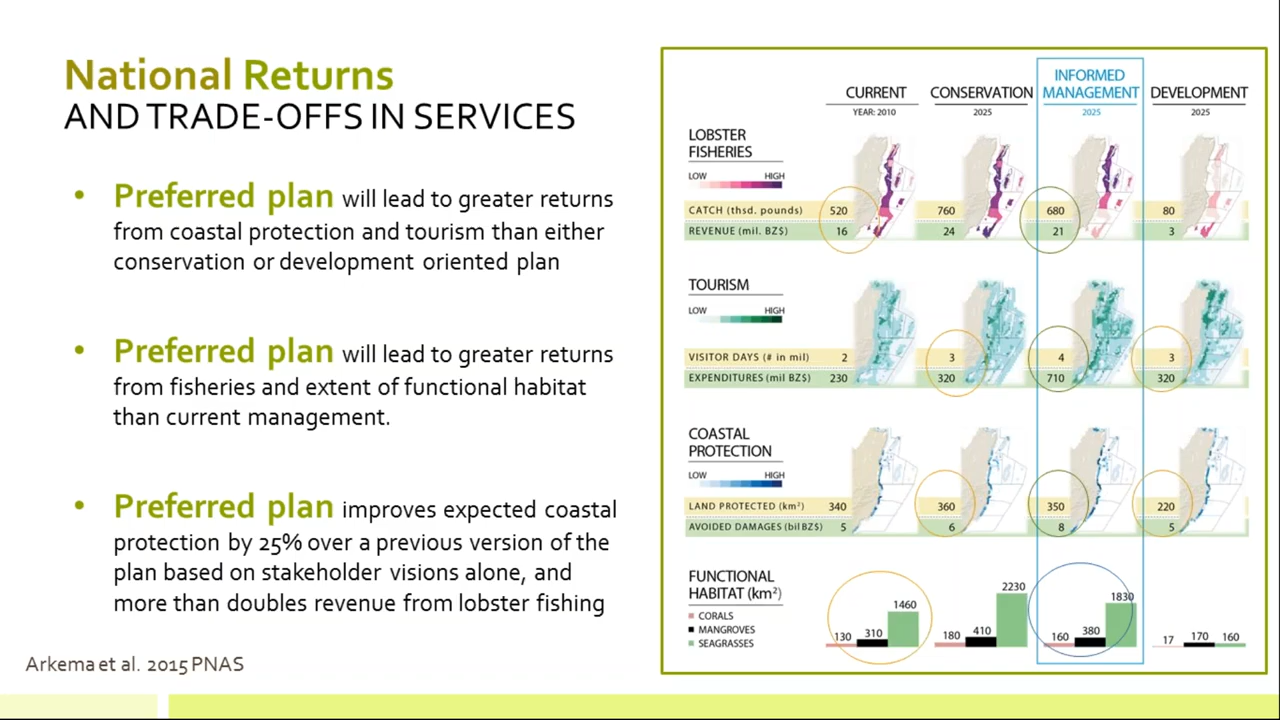 National Returns
AND TRADE-OFFS IN SERVICES
• Preferred plan will lead to greater returns
from coastal protection and tourism than either
conservation or development oriented plan
• Preferred plan will lead to greater returns
from fisheries and extent of functional habitat
than current management.
• Preferred plan improves expected coastal
protection by 25% over a previous version of the
plan based on stakeholder visions alone, and
more than doubles revenue from lobster fishing
Arkema et al. 2015 PNAS
CURRENT CONSERVATION INFORMED MANAGEMENT DEVELOPMENT
YEAR: 2010 2025 2025 2025
LOBSTER
FISHERIES
LOW HIGH
CATCH (thsd. pounds) 520 760 680 80
REVENUE (mil. BZ$) 16 24 21 3
TOURISM
LOW HIGH
VISITOR DAYS (# in mil) 2 3 4 3
EXPENDITURES (mil BZ$) 230 320 710 320
COASTAL
PROTECTION
LOW HIGH
LAND PROTECTED (km²) 340 360 350 220
AVOIDED DAMAGES (bil BZ$) 5 6 8 5
FUNCTIONAL
HABITAT (km²)
CORALS
MANGROVES
SEAGRASSES
130 310 1460
180 410 2230
160 380 1830
17 170 160